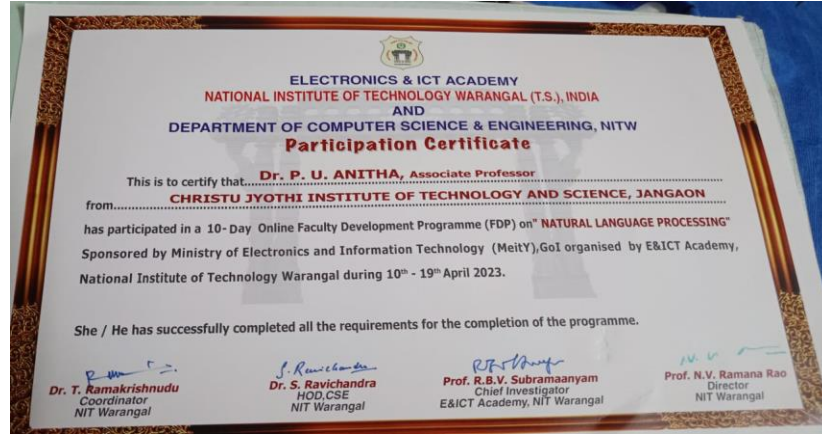 ELECTRONICS & ICT ACADEMY
NATIONAL INSTITUTE OF TECHNOLOGY WARANGAL (T.S.), INDIA
AND
DEPARTMENT OF COMPUTER SCIENCE & ENGINEERING, NITW
Participation Certificate
This is to certify that....Dr. P. U. ANITHA, Associate Professor
from............CHRISTU JYOTHI INSTITUTE OF TECHNOLOGY AND SCIENCE, JANGAON
has participated in a 10-Day Online Faculty Development Programme (FDP) on" NATURAL LANGUAGE PROCESSING"
Sponsored by Ministry of Electronics and Information Technology (MeitY),GoI organised by E&ICT Academy,
National Institute of Technology Warangal during 10th - 19th April 2023.
She / He has successfully completed all the requirements for the completion of the programme.
S. Ravichandra
Dr. T. Ramakrishnudu
Coordinator
NIT Warangal
Dr. S. Ravichandra
HOD,CSE
NIT Warangal
Prof. R.B.V. Subramaanyam
Chief Investigator
E&ICT Academy, NIT Warangal
Prof. N.V. Ramana Rao
Director
NIT Warangal